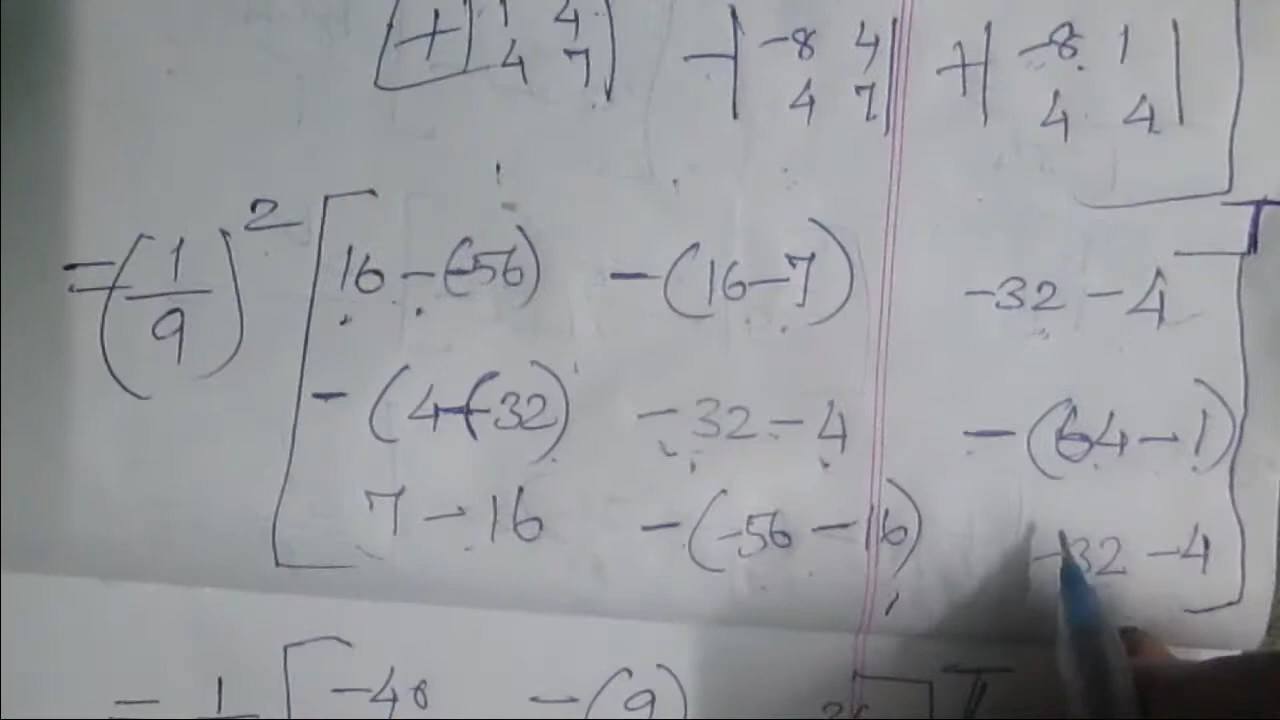 +| 1 4 -| -8 4 | +| -8 1 |
4 7 | 4 7 | 4 4 |
=(1/9)² [ 16-(-56) -(16-7) -32-4 ]ᵀ
-(4-(-32) -32-4 -(64-1)
7-16 -(-56-16) -32-4
= 1 [ -40 -(9) T